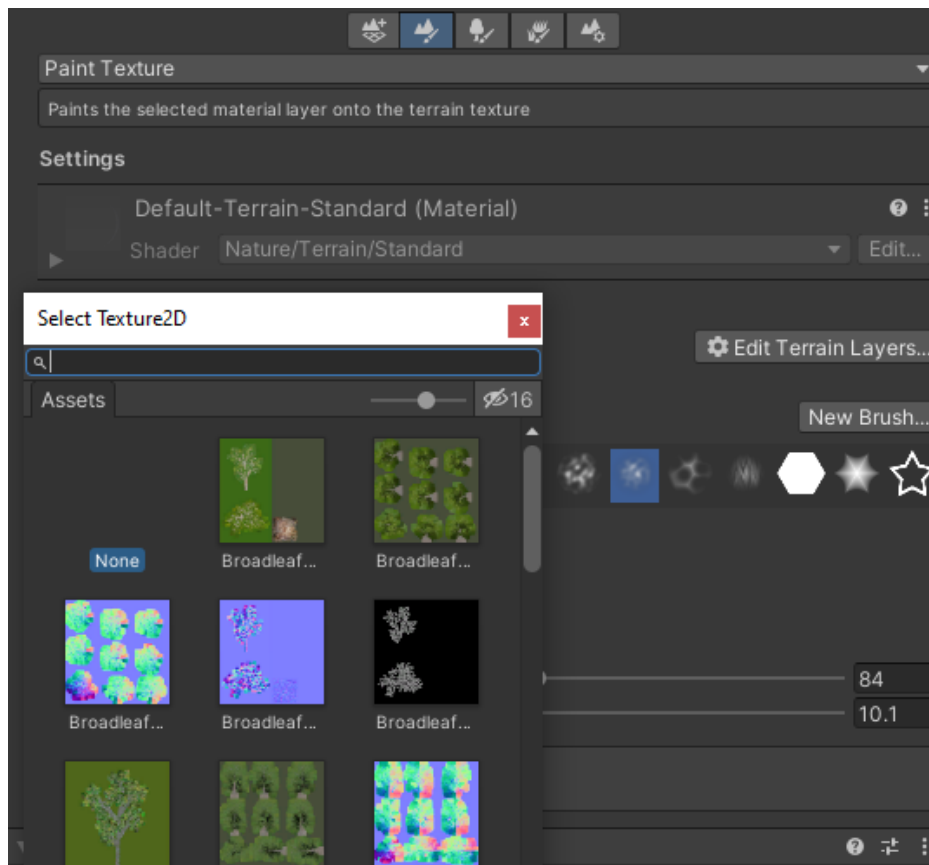 Paint Texture
Paints the selected material layer onto the terrain texture
Settings
Default-Terrain-Standard (Material)
Shader Nature/Terrain/Standard Edit...
Select Texture2D
x
Edit Terrain Layers...
Assets 16
New Brush...
None Broadleaf... Broadleaf...
Broadleaf... Broadleaf... Broadleaf...
84
10.1